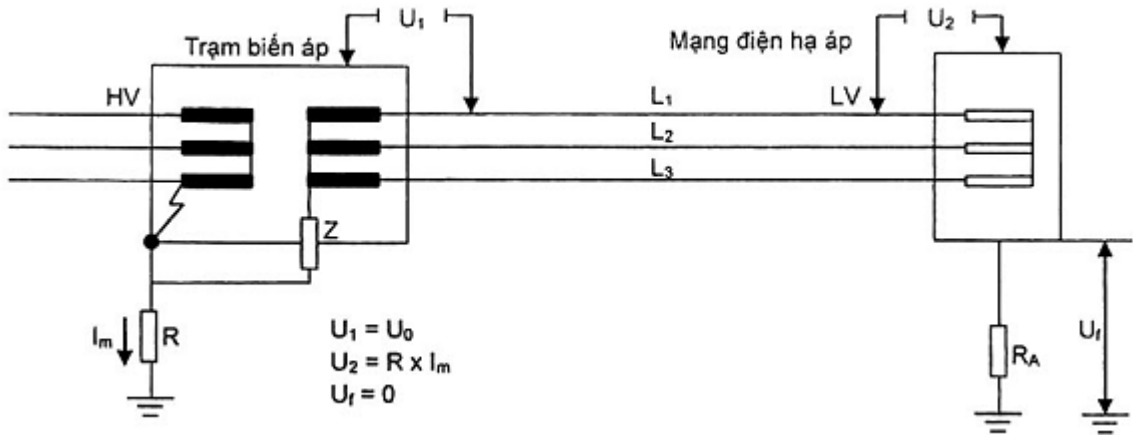 U₁
U₂
Trạm biến áp
Mạng điện hạ áp
HV
L₁
LV
L₂
L₃
Z
Iₘ
R
U₁ = U₀
U₂ = R x Iₘ
U_f = 0
R_A
U_f